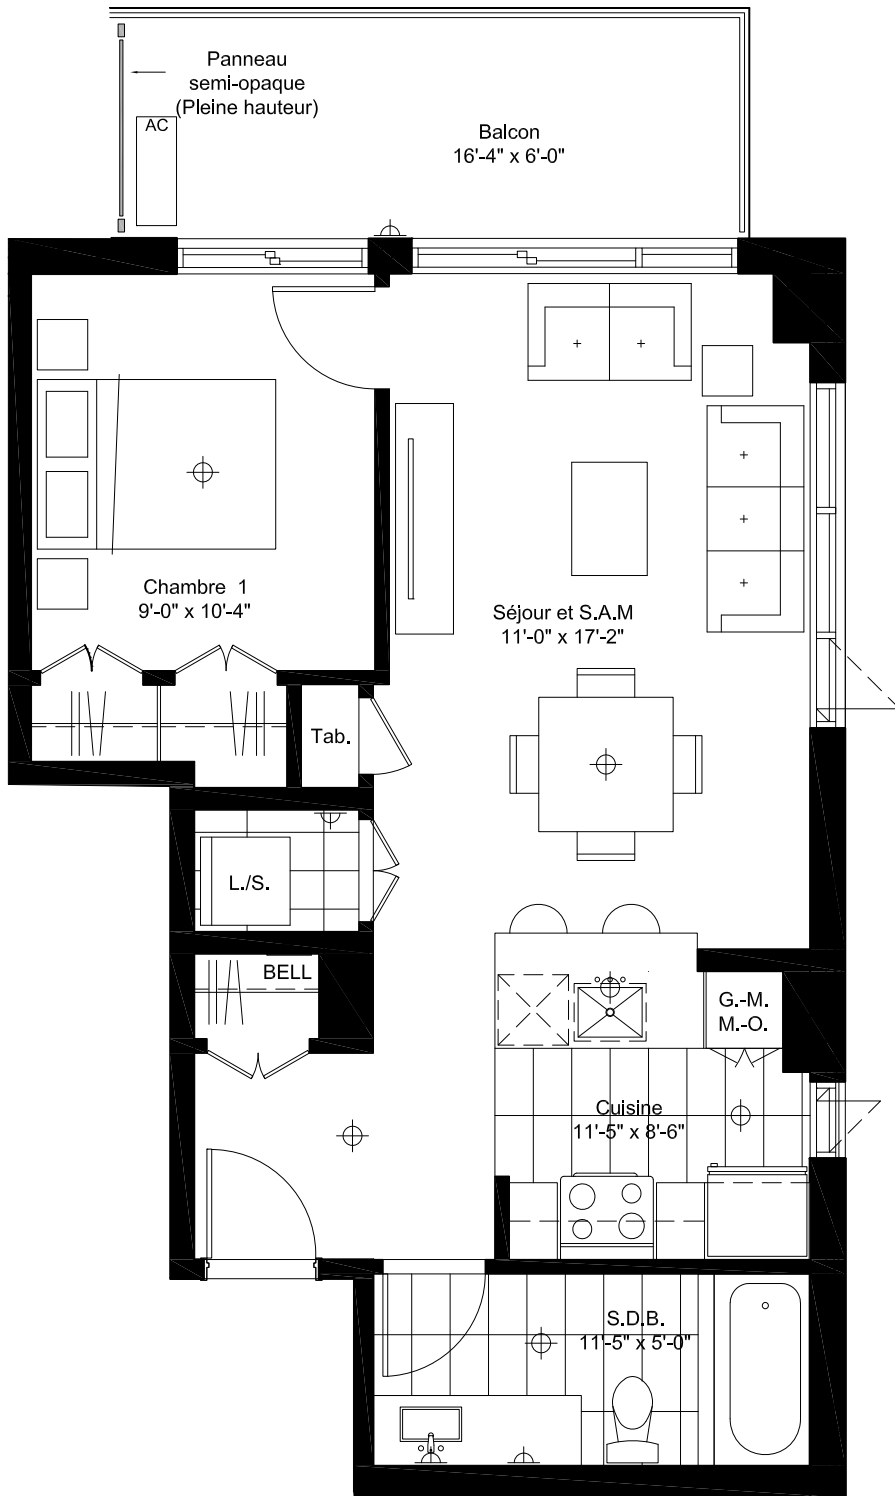 Panneau
semi-opaque
(Pleine hauteur)
AC
Balcon
16'-4" x 6'-0"
Chambre 1
9'-0" x 10'-4"
Séjour et S.A.M
11'-0" x 17'-2"
Tab.
L./S.
BELL
G.-M.
M.-O.
Cuisine
11'-5" x 8'-6"
S.D.B.
11'-5" x 5'-0"